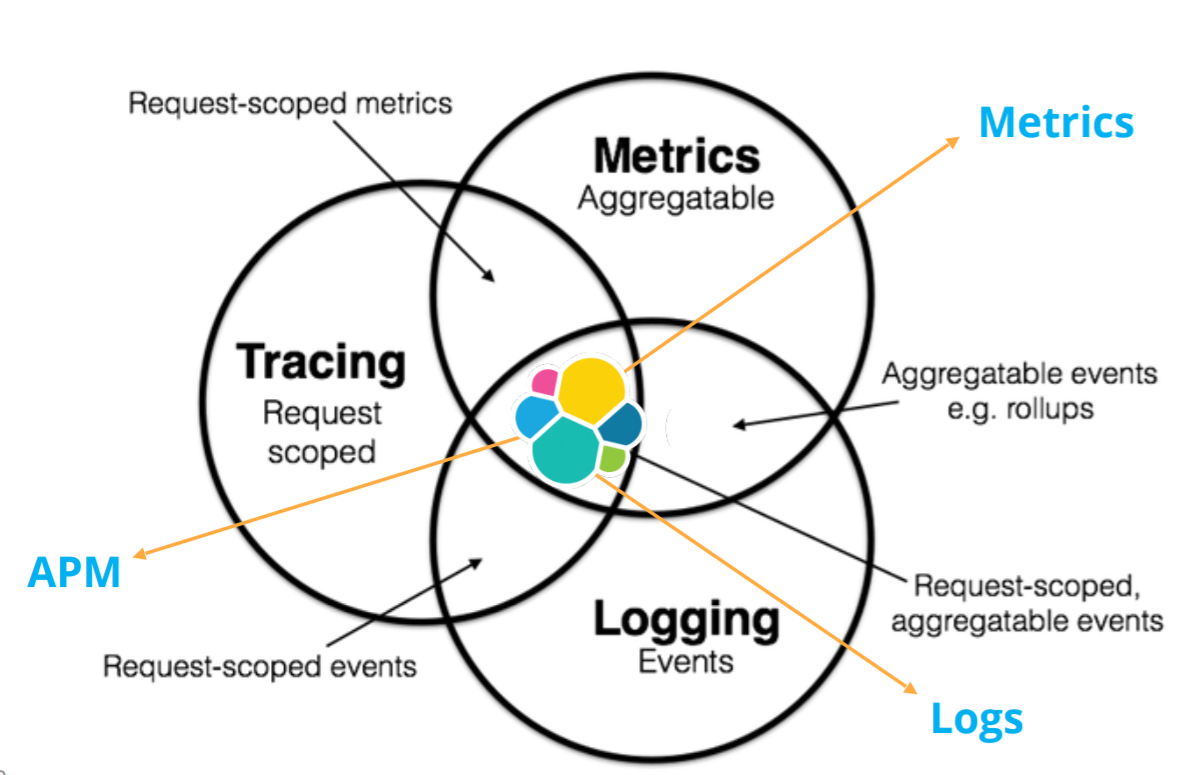 Request-scoped metrics
Metrics
Aggregatable
Metrics
Tracing
Request
scoped
Aggregatable events
e.g. rollups
APM
Request-scoped,
aggregatable events
Logging
Events
Request-scoped events
Logs